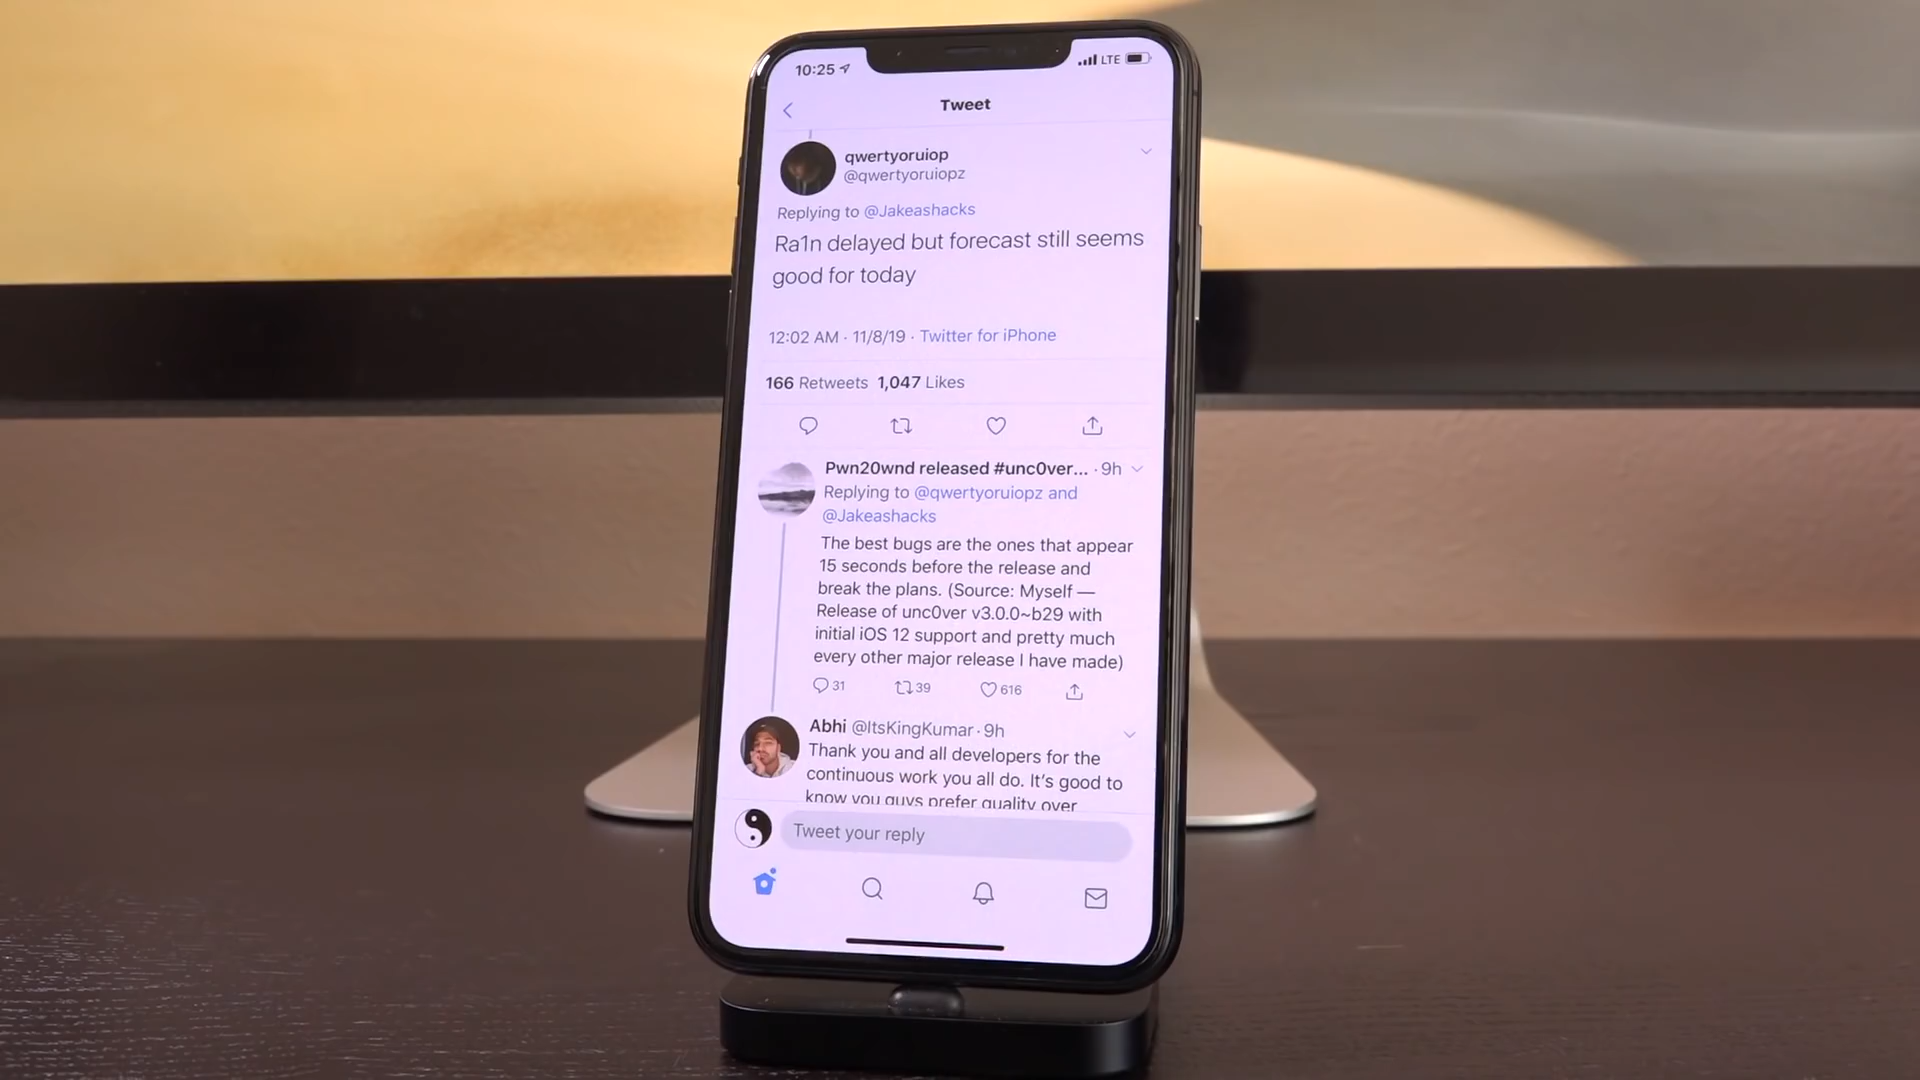 10:25
LTE
Tweet
qwertyoruiop
@qwertyoruiopz
Replying to @Jakeashacks
Ra1n delayed but forecast still seems
good for today
12:02 AM · 11/8/19 · Twitter for iPhone
166 Retweets 1,047 Likes
Pwn20wnd released #unc0ver... · 9h
Replying to @qwertyoruiopz and
@Jakeashacks
The best bugs are the ones that appear
15 seconds before the release and
break the plans. (Source: Myself —
Release of unc0ver v3.0.0~b29 with
initial iOS 12 support and pretty much
every other major release I have made)
31 39 616
Abhi @ItsKingKumar · 9h
Thank you and all developers for the
continuous work you all do. It's good to
know you guys prefer quality over
Tweet your reply